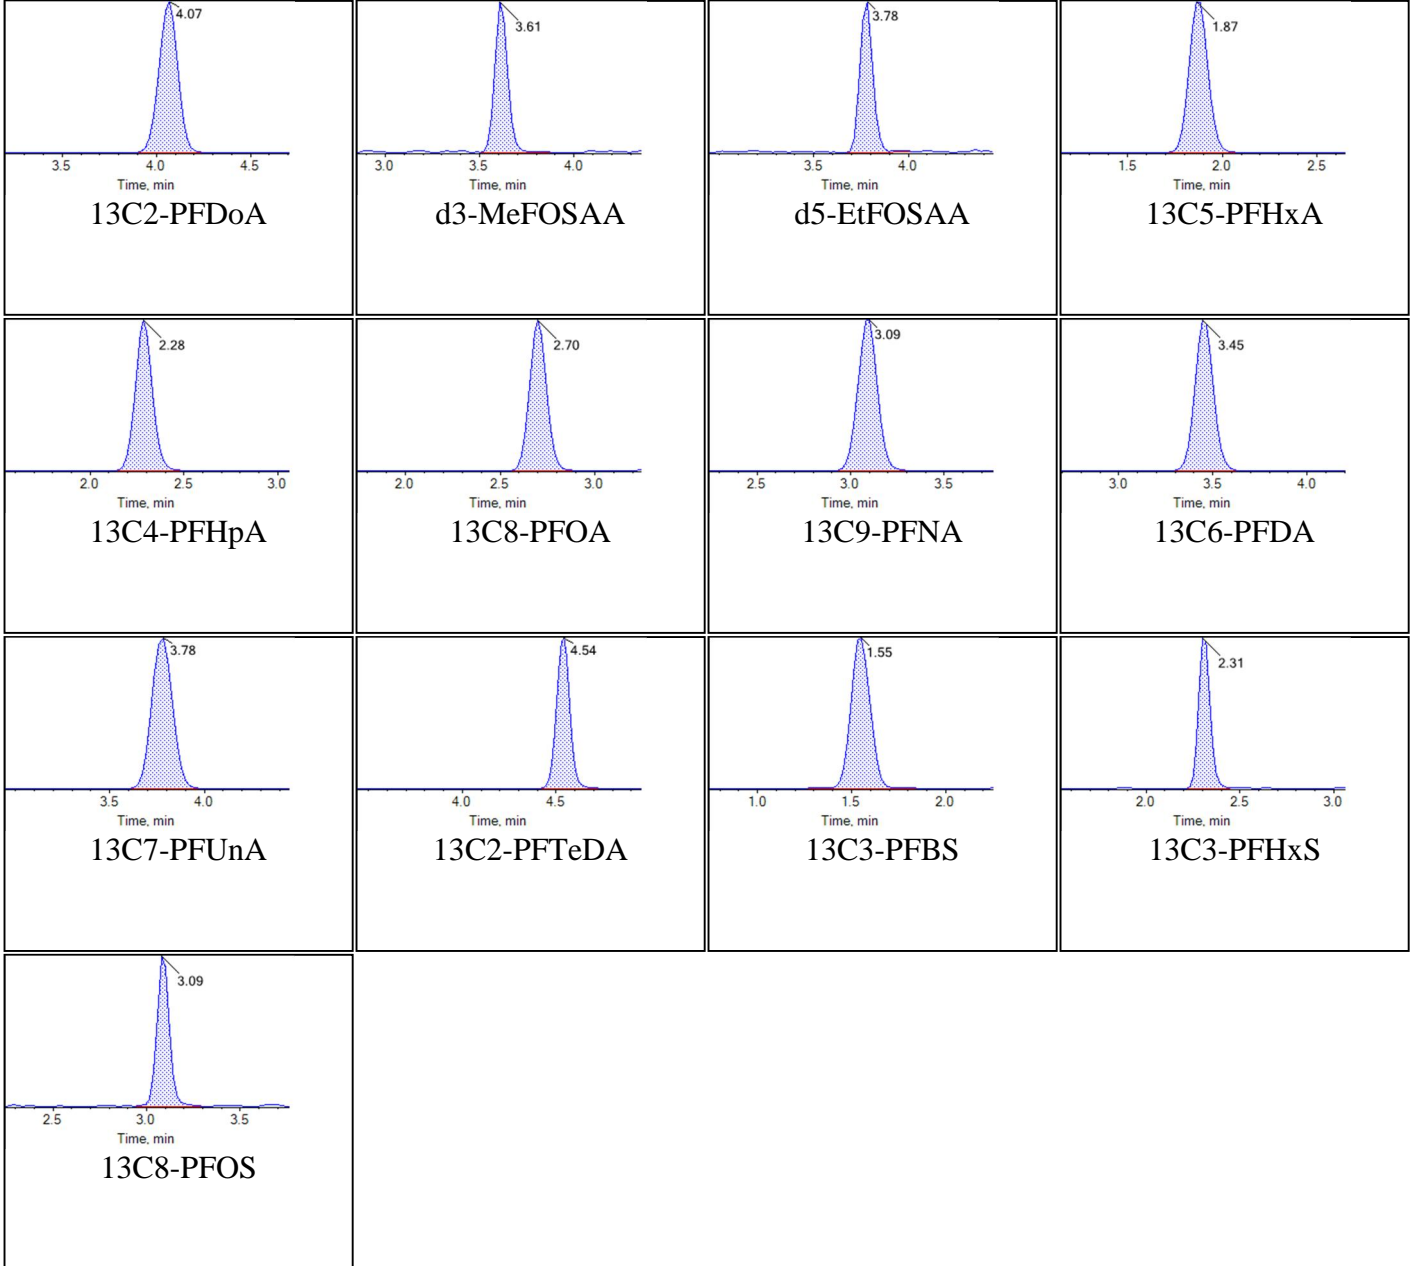 4.07
3.5 4.0 4.5
Time, min
13C2-PFDoA
3.61
3.0 3.5 4.0
Time, min
d3-MeFOSAA
3.78
3.5 4.0
Time, min
d5-EtFOSAA
1.87
1.5 2.0 2.5
Time, min
13C5-PFHxA
2.28
2.0 2.5 3.0
Time, min
13C4-PFHpA
2.70
2.0 2.5 3.0
Time, min
13C8-PFOA
3.09
2.5 3.0 3.5
Time, min
13C9-PFNA
3.45
3.0 3.5 4.0
Time, min
13C6-PFDA
3.78
3.5 4.0
Time, min
13C7-PFUnA
4.54
4.0 4.5
Time, min
13C2-PFTeDA
1.55
1.0 1.5 2.0
Time, min
13C3-PFBS
2.31
2.0 2.5 3.0
Time, min
13C3-PFHxS
3.09
2.5 3.0 3.5
Time, min
13C8-PFOS